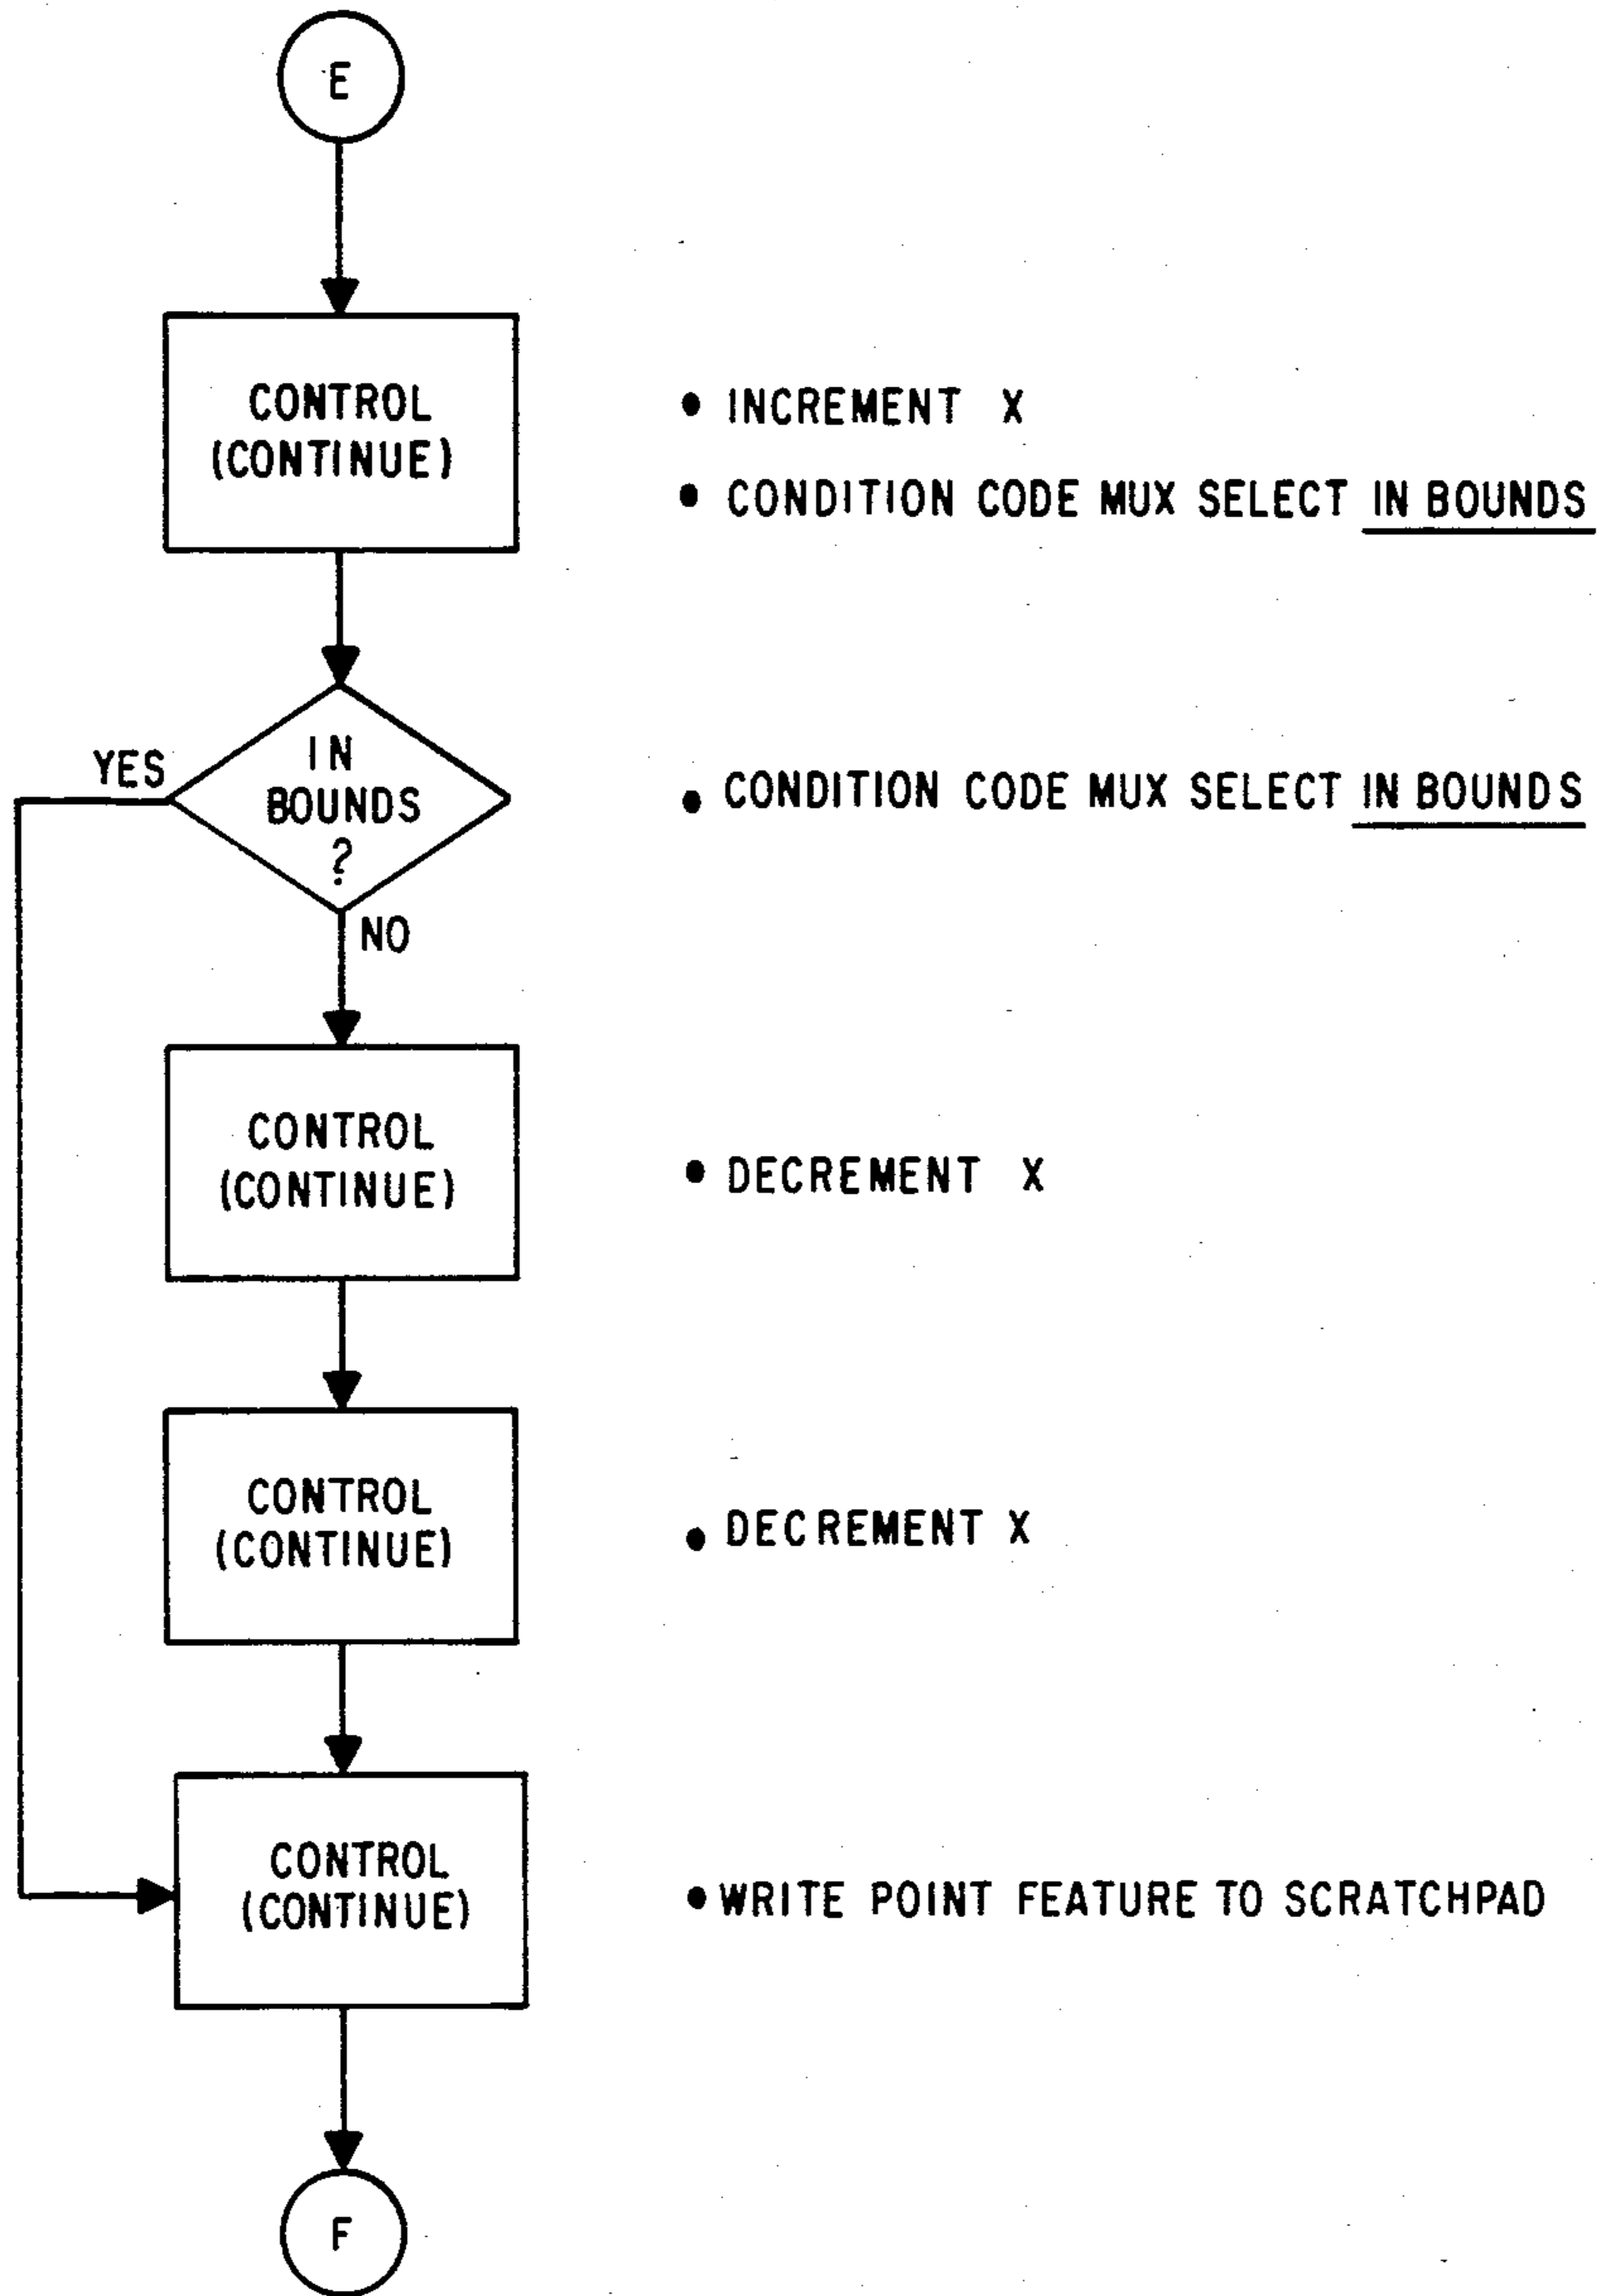 E
CONTROL
(CONTINUE)
• INCREMENT X
• CONDITION CODE MUX SELECT IN BOUNDS
YES
IN
BOUNDS
?
• CONDITION CODE MUX SELECT IN BOUNDS
NO
CONTROL
(CONTINUE)
• DECREMENT X
CONTROL
(CONTINUE)
• DECREMENT X
CONTROL
(CONTINUE)
• WRITE POINT FEATURE TO SCRATCHPAD
F